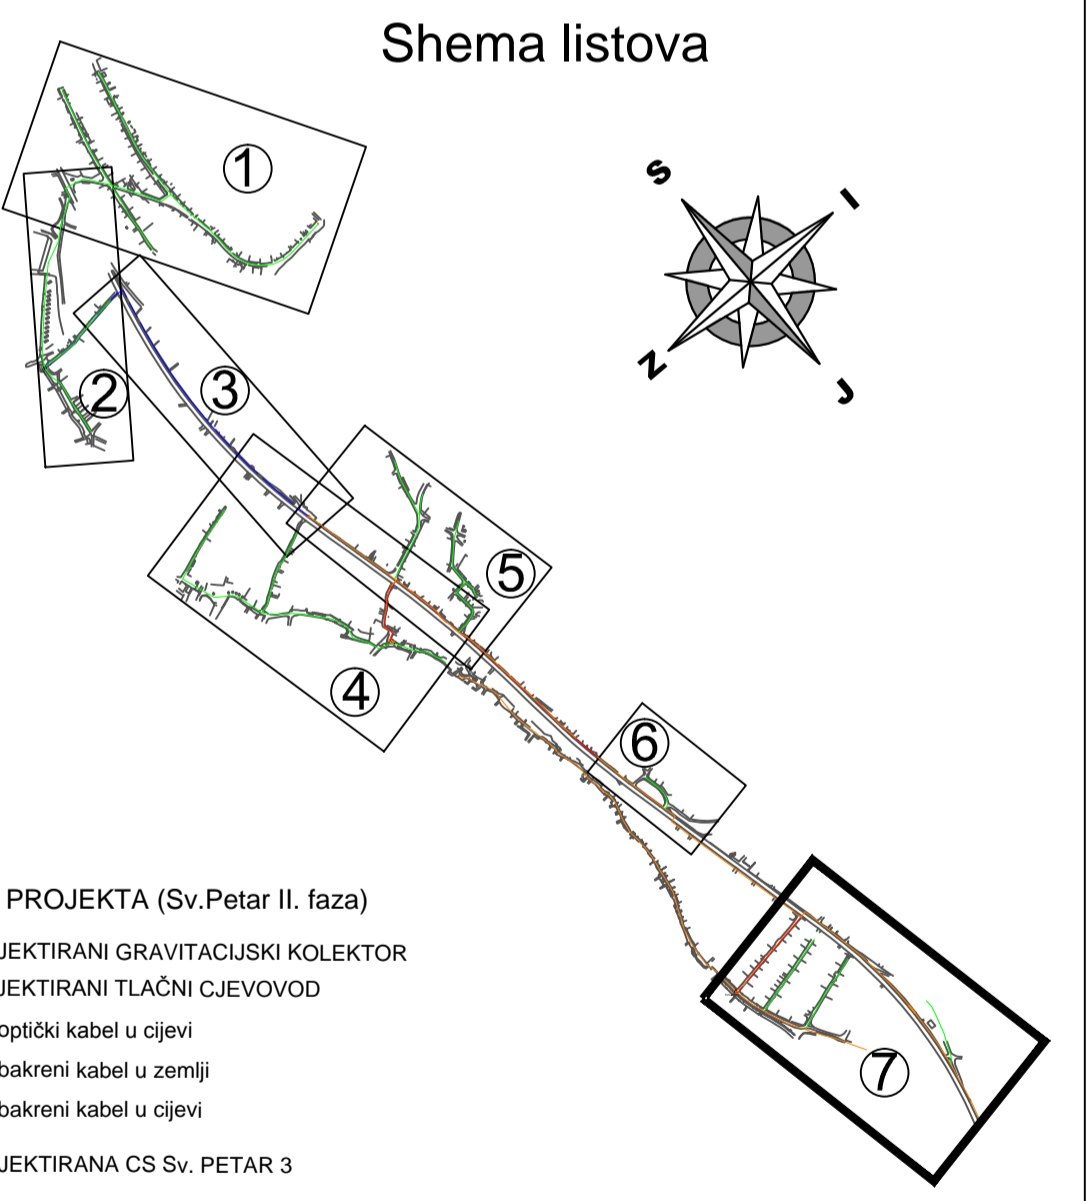 Shema listova
1
S
I
Z
J
2
3
4
5
6
7
PROJEKTA (Sv.Petar II. faza)
JEKTIRANI GRAVITACIJSKI KOLEKTOR
JEKTIRANI TLAČNI CJEVOVOD
optički kabel u cijevi
bakreni kabel u zemlji
bakreni kabel u cijevi
JEKTIRANA CS Sv. PETAR 3